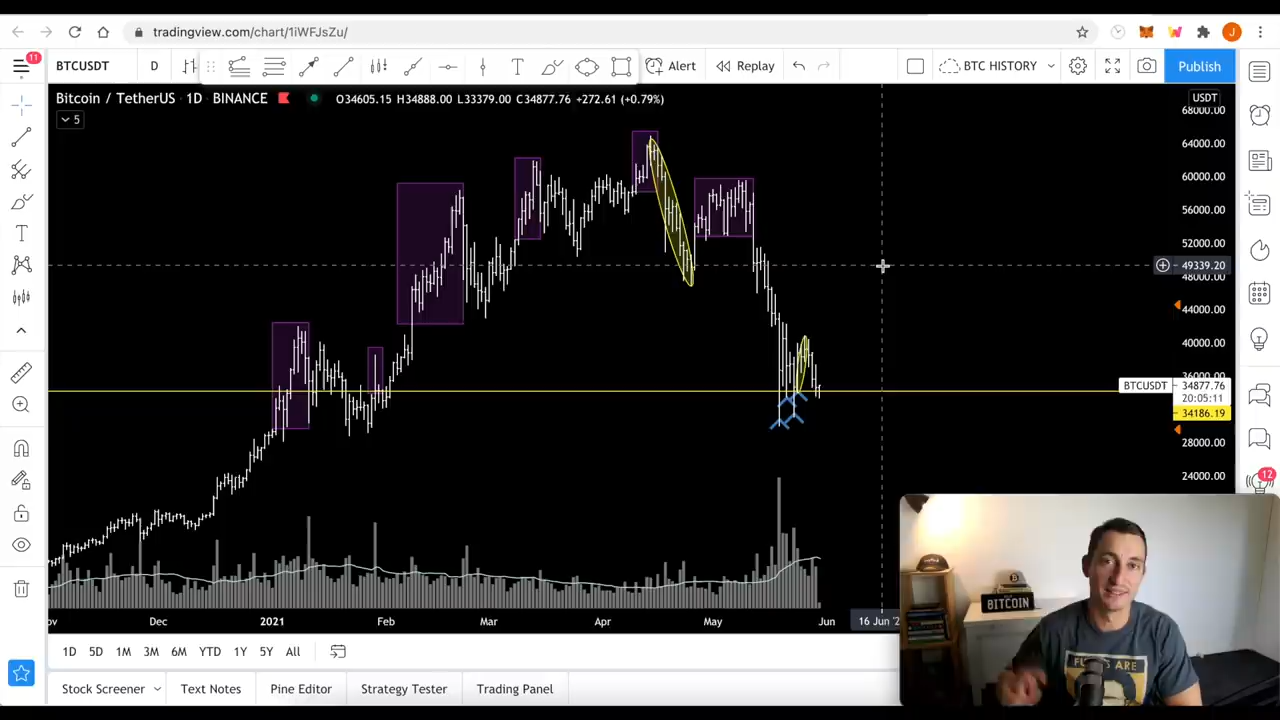 tradingview.com/chart/1iWFJsZu/
J
11
BTCUSDT
D
Alert
Replay
BTC HISTORY
Publish
Bitcoin / TetherUS · 1D · BINANCE
O34605.15 H34888.00 L33379.00 C34877.76 +272.61 (+0.79%)
5
USDT
68000.00
64000.00
60000.00
56000.00
52000.00
49339.20
48000.00
44000.00
40000.00
36000.00
BTCUSDT
34877.76
20:05:11
34186.19
28000.00
24000.00
12
BITCOIN
Dec
2021
Feb
Mar
Apr
May
Jun
16 Jun '2
1D
5D
1M
3M
6M
YTD
1Y
5Y
All
Stock Screener
Text Notes
Pine Editor
Strategy Tester
Trading Panel